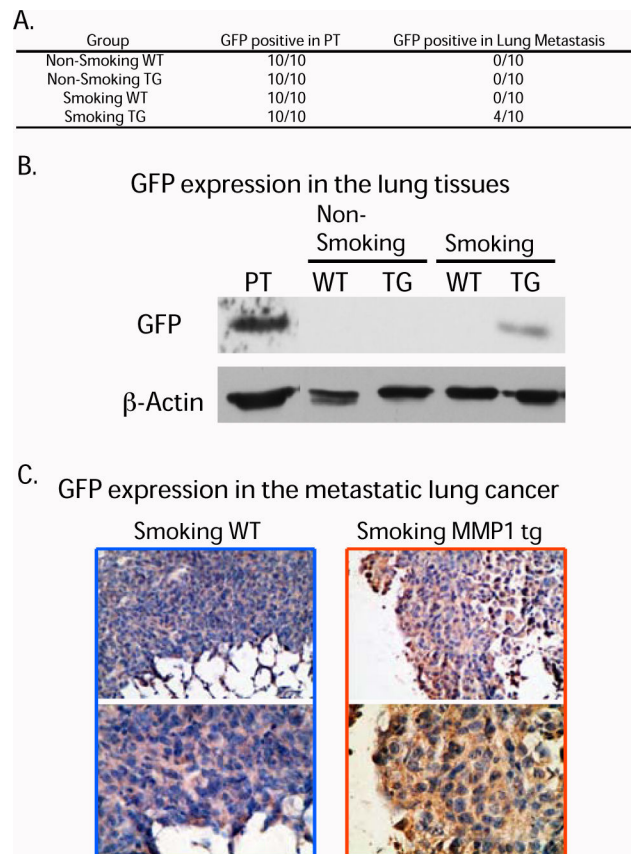 A.
Group GFP positive in PT GFP positive in Lung Metastasis
Non-Smoking WT 10/10 0/10
Non-Smoking TG 10/10 0/10
Smoking WT 10/10 0/10
Smoking TG 10/10 4/10
B.
GFP expression in the lung tissues
Non-
Smoking Smoking
PT WT TG WT TG
GFP
β-Actin
C.
GFP expression in the metastatic lung cancer
Smoking WT Smoking MMP1 tg